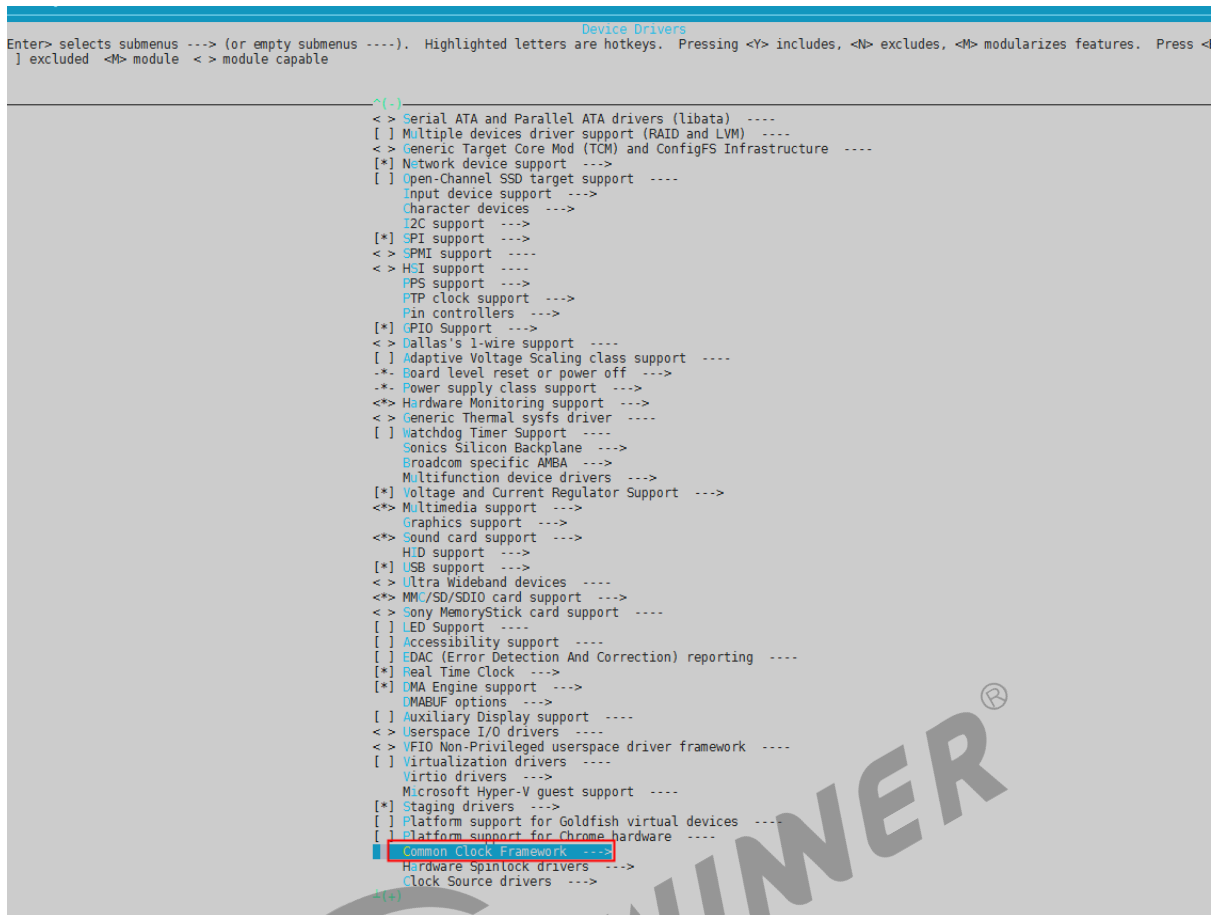 Device Drivers
Enter> selects submenus ---> (or empty submenus ----).  Highlighted letters are hotkeys.  Pressing <Y> includes, <N> excludes, <M> modularizes features.  Press <
] excluded  <M> module  < > module capable
^(-)
< > Serial ATA and Parallel ATA drivers (libata)  ----
[ ] Multiple devices driver support (RAID and LVM)  ----
< > Generic Target Core Mod (TCM) and ConfigFS Infrastructure  ----
[*] Network device support  --->
[ ] Open-Channel SSD target support  ----
Input device support  --->
Character devices  --->
I2C support  --->
[*] SPI support  --->
< > SPMI support  ----
< > HSI support  ----
PPS support  --->
PTP clock support  --->
Pin controllers  --->
[*] GPIO Support  --->
< > Dallas's 1-wire support  ----
[ ] Adaptive Voltage Scaling class support  ----
-*- Board level reset or power off  --->
-*- Power supply class support  --->
<*> Hardware Monitoring support  --->
< > Generic Thermal sysfs driver  ----
[ ] Watchdog Timer Support  ----
Sonics Silicon Backplane  --->
Broadcom specific AMBA  --->
Multifunction device drivers  --->
[*] Voltage and Current Regulator Support  --->
<*> Multimedia support  --->
Graphics support  --->
<*> Sound card support  --->
HID support  --->
[*] USB support  --->
< > Ultra Wideband devices  ----
<*> MMC/SD/SDIO card support  --->
< > Sony MemoryStick card support  ----
[ ] LED Support  ----
[ ] Accessibility support  ----
[ ] EDAC (Error Detection And Correction) reporting  ----
[*] Real Time Clock  --->
[*] DMA Engine support  --->
DMABUF options  --->
[ ] Auxiliary Display support  ----
< > Userspace I/O drivers  ----
< > VFIO Non-Privileged userspace driver framework  ----
[ ] Virtualization drivers  ----
Virtio drivers  --->
Microsoft Hyper-V guest support  ----
[*] Staging drivers  --->
[ ] Platform support for Goldfish virtual devices  ----
[ ] Platform support for Chrome hardware  ----
Common Clock Framework  --->
Hardware Spinlock drivers  --->
Clock Source drivers  --->
(+)
WINNER®